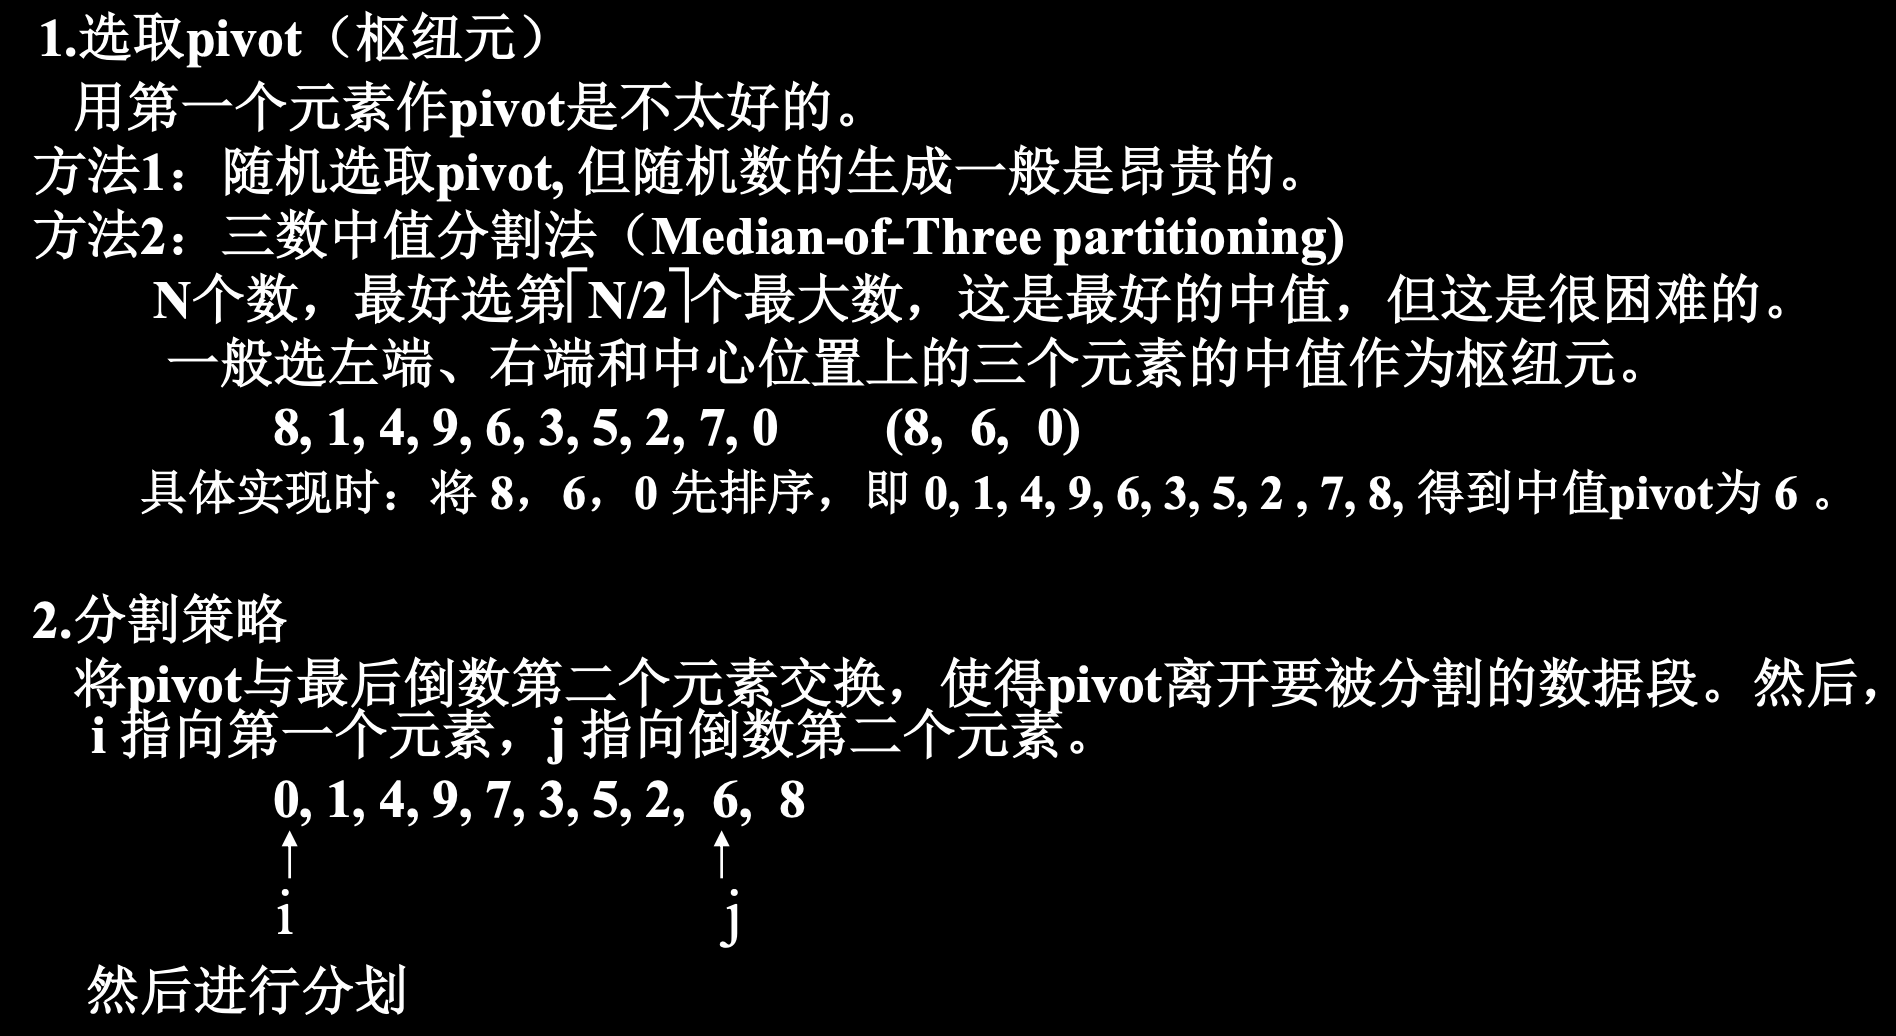 1.选取pivot（枢纽元）
用第一个元素作pivot是不太好的。
方法1：随机选取pivot, 但随机数的生成一般是昂贵的。
方法2：三数中值分割法（Median-of-Three partitioning)
N个数，最好选第⌈N/2⌉个最大数，这是最好的中值，但这是很困难的。
一般选左端、右端和中心位置上的三个元素的中值作为枢纽元。
8, 1, 4, 9, 6, 3, 5, 2, 7, 0 (8, 6, 0)
具体实现时：将 8，6，0 先排序，即 0, 1, 4, 9, 6, 3, 5, 2 , 7, 8, 得到中值pivot为 6 。
2.分割策略
将pivot与最后倒数第二个元素交换，使得pivot离开要被分割的数据段。然后，
i 指向第一个元素，j 指向倒数第二个元素。
0, 1, 4, 9, 7, 3, 5, 2, 6, 8
i j
然后进行分划